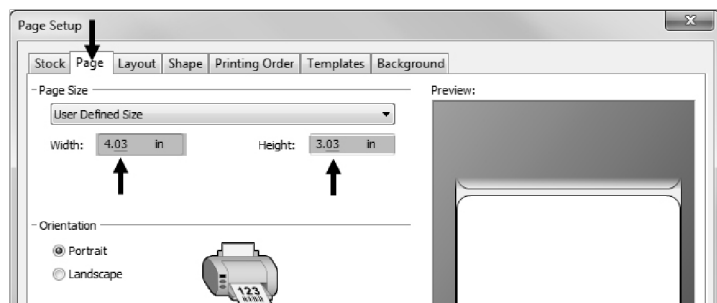 Page Setup
x
Stock Page Layout Shape Printing Order Templates Background
Page Size
User Defined Size
Width: 4.03 in Height: 3.03 in
Preview:
Orientation
Portrait
Landscape
123